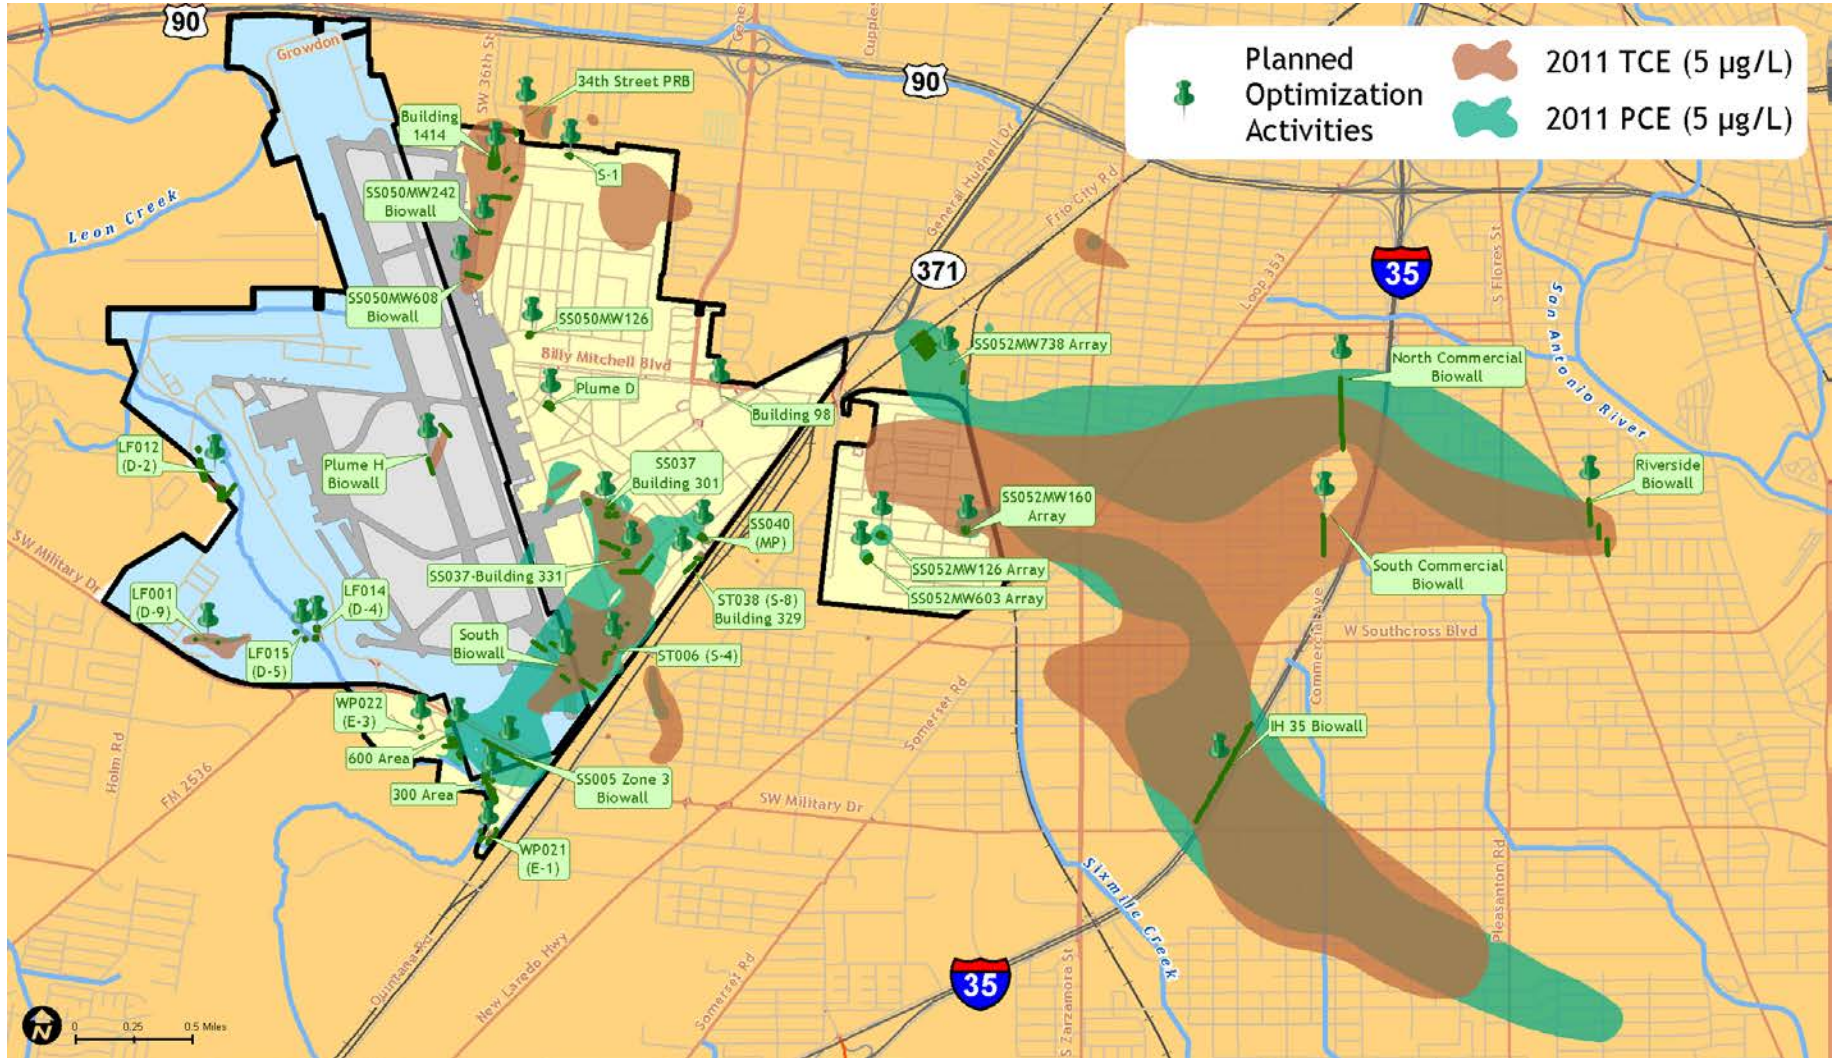 90
Growdon
SW 36th St
34th Street PRB
90
Planned
Optimization
Activities
2011 TCE (5 µg/L)
2011 PCE (5 µg/L)
Building
1414
S-1
General Hudnell Dr
Frio City Rd
Leon Creek
SS050MW242
Biowall
371
35
Loop 353
S Flores St
San Antonio River
SS050MW608
Biowall
SS050MW126
Billy Mitchell Blvd
SS052MW738 Array
North Commercial
Biowall
Plume D
Building 98
LF012
(D-2)
Plume H
Biowall
SS037
Building 301
Riverside
Biowall
SS052MW160
Array
SS040
(MP)
SW Military Dr
SS037-Building 331
SS052MW126 Array
South Commercial
Biowall
LF001
(D-9)
LF014
(D-4)
ST038 (S-8)
Building 329
SS052MW603 Array
LF015
(D-5)
South
Biowall
ST006 (S-4)
W Southcross Blvd
Commercial Ave
WP022
(E-3)
Somerset Rd
IH 35 Biowall
600 Area
Holm Rd
FM 2536
300 Area
SS005 Zone 3
Biowall
SW Military Dr
WP021
(E-1)
Sixmile Creek
Pleasanton Rd
Quintana Rd
New Laredo Hwy
Somerset Rd
35
S Zarzamora St
N
0 0.25 0.5 Miles